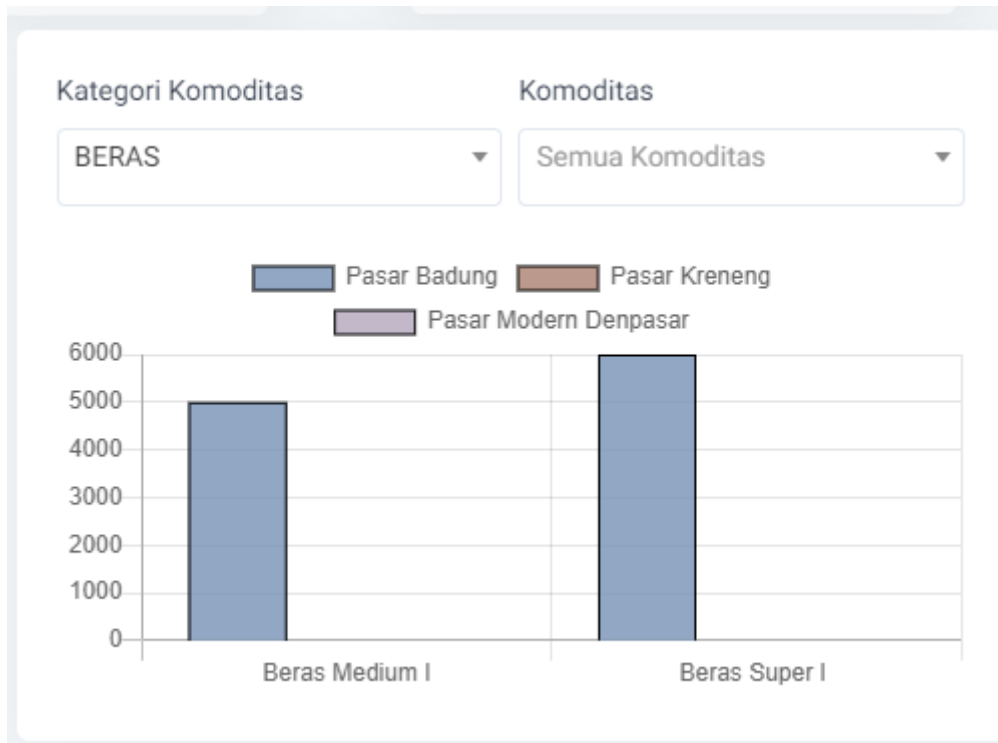 Kategori Komoditas
Komoditas
BERAS
Semua Komoditas
Pasar Badung
Pasar Kreneng
Pasar Modern Denpasar
6000
5000
4000
3000
2000
1000
0
Beras Medium I
Beras Super I